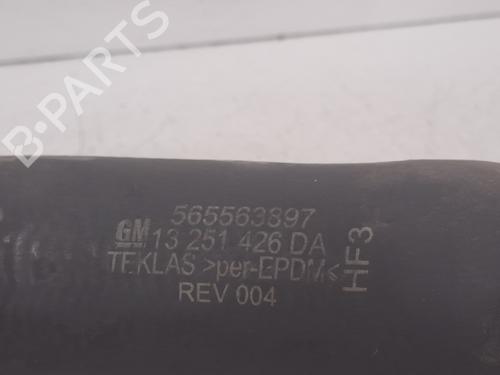 B-PARTS
565563897
GM 13 251 426 DA
TEKLAS >per-EPDM<
REV 004
HF3